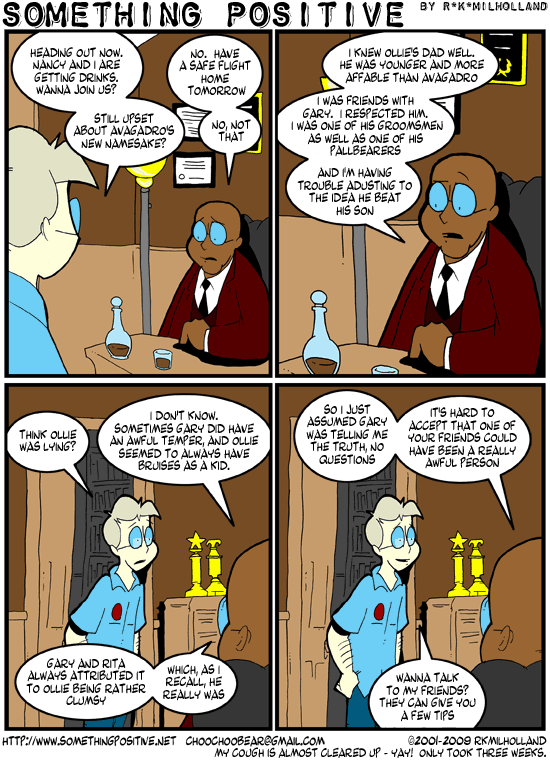 SOMETHING POSITIVE BY R*K*MILHOLLAND
HEADING OUT NOW.
NANCY AND I ARE
GETTING DRINKS.
WANNA JOIN US?
NO. HAVE
A SAFE FLIGHT
HOME
TOMORROW
STILL UPSET
ABOUT AVAGADRO'S
NEW NAMESAKE?
NO, NOT
THAT
I KNEW OLLIE'S DAD WELL.
HE WAS YOUNGER AND MORE
AFFABLE THAN AVAGADRO
I WAS FRIENDS WITH
GARY. I RESPECTED HIM.
I WAS ONE OF HIS GROOMSMEN
AS WELL AS ONE OF HIS
PALLBEARERS
AND I'M HAVING
TROUBLE ADUSTING TO
THE IDEA HE BEAT
HIS SON
THINK OLLIE
WAS LYING?
I DON'T KNOW.
SOMETIMES GARY DID HAVE
AN AWFUL TEMPER, AND OLLIE
SEEMED TO ALWAYS HAVE
BRUISES AS A KID.
GARY AND RITA
ALWAYS ATTRIBUTED IT
TO OLLIE BEING RATHER
CLUMSY
WHICH, AS I
RECALL, HE
REALLY WAS
SO I JUST
ASSUMED GARY
WAS TELLING ME
THE TRUTH, NO
QUESTIONS
IT'S HARD TO
ACCEPT THAT ONE OF
YOUR FRIENDS COULD
HAVE BEEN A REALLY
AWFUL PERSON
WANNA TALK
TO MY FRIENDS?
THEY CAN GIVE YOU
A FEW TIPS
HTTP://WWW.SOMETHINGPOSITIVE.NET CHOOCHOOBEAR@GMAIL.COM ©2001-2009 RKMILHOLLAND
MY COUGH IS ALMOST CLEARED UP - YAY! ONLY TOOK THREE WEEKS.